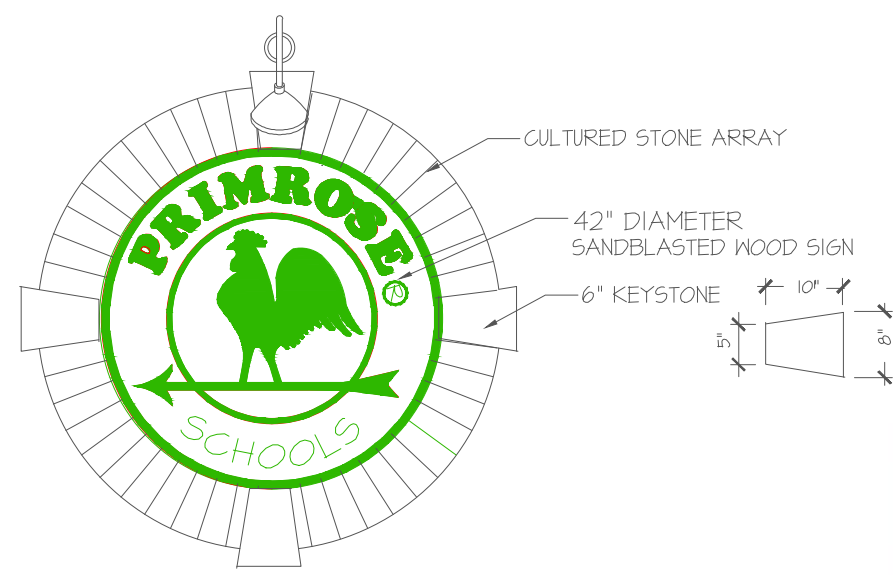 CULTURED STONE ARRAY
PRIMROSE
®
42" DIAMETER
SANDBLASTED WOOD SIGN
6" KEYSTONE
10"
5"
8"
SCHOOLS